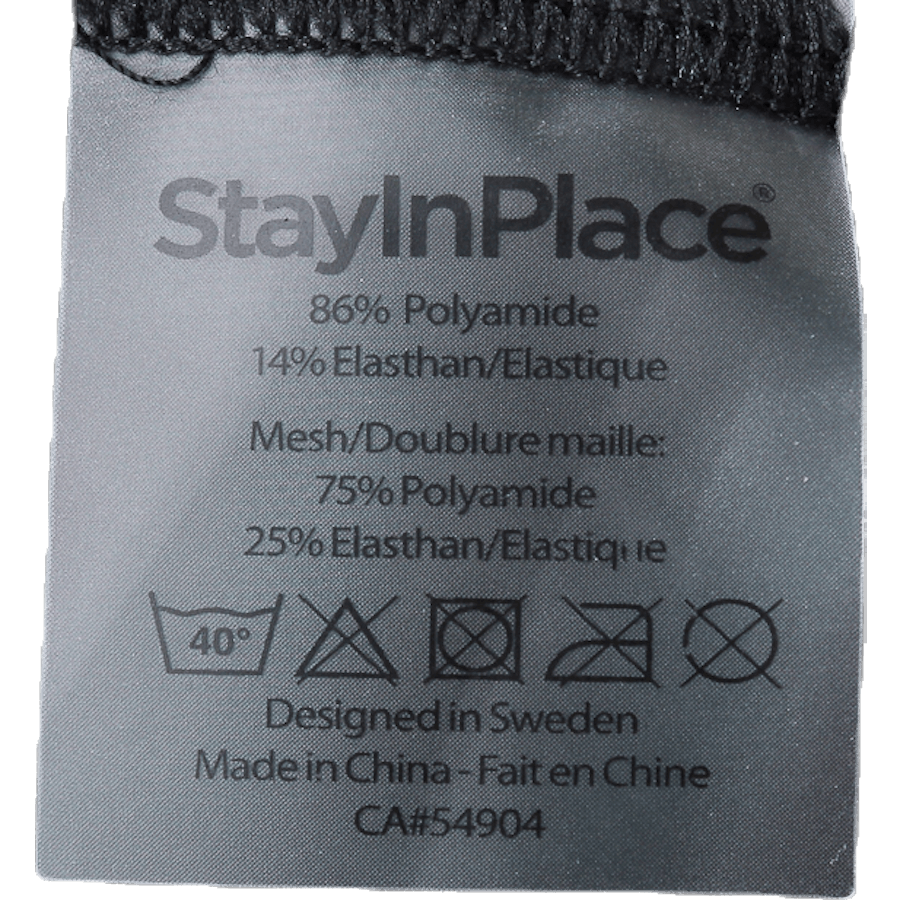 StayInPlace®
86% Polyamide
14% Elasthan/Elastique
Mesh/Doublure maille:
75% Polyamide
25% Elasthan/Elastique
40°
Designed in Sweden
Made in China - Fait en Chine
CA#54904